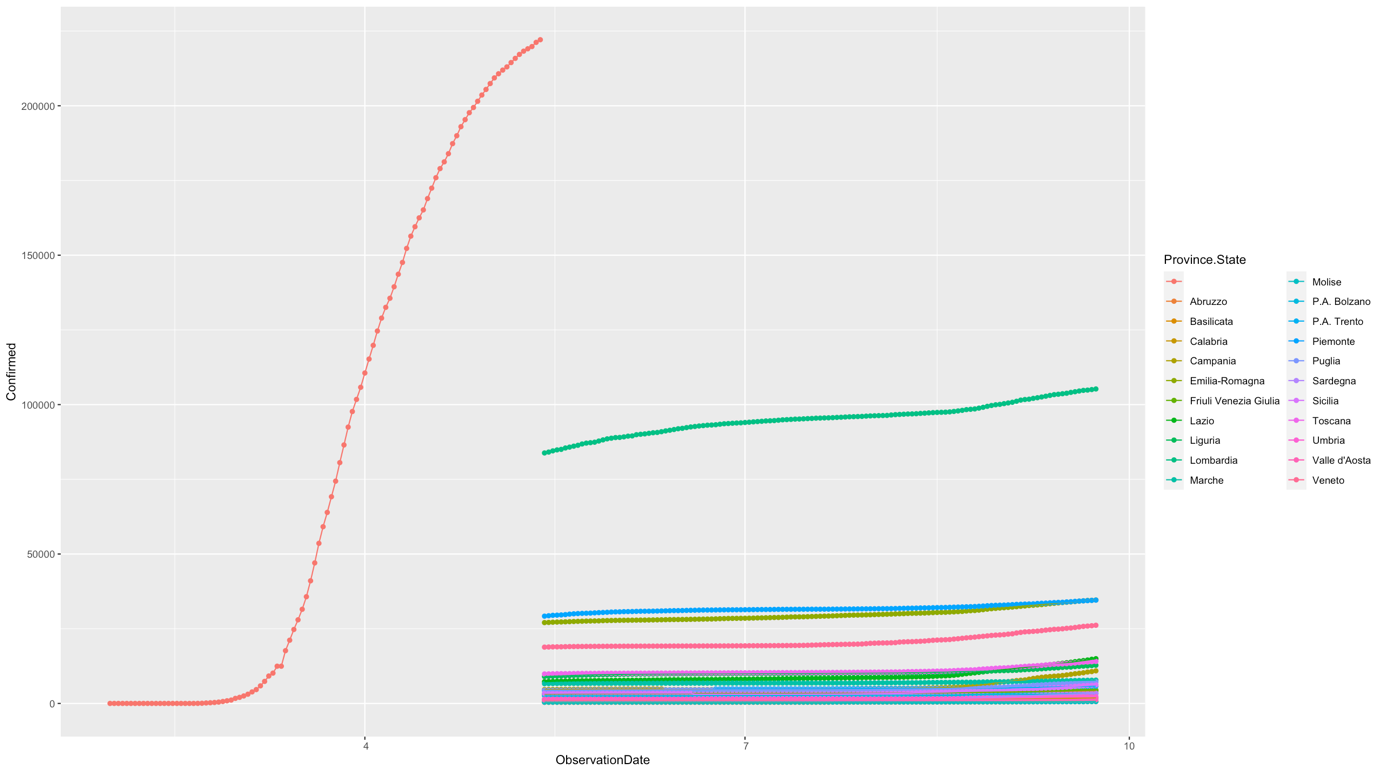 200000
150000
100000
50000
0
Confirmed
4
7
10
ObservationDate
Province.State
Abruzzo
Basilicata
Calabria
Campania
Emilia-Romagna
Friuli Venezia Giulia
Lazio
Liguria
Lombardia
Marche
Molise
P.A. Bolzano
P.A. Trento
Piemonte
Puglia
Sardegna
Sicilia
Toscana
Umbria
Valle d'Aosta
Veneto